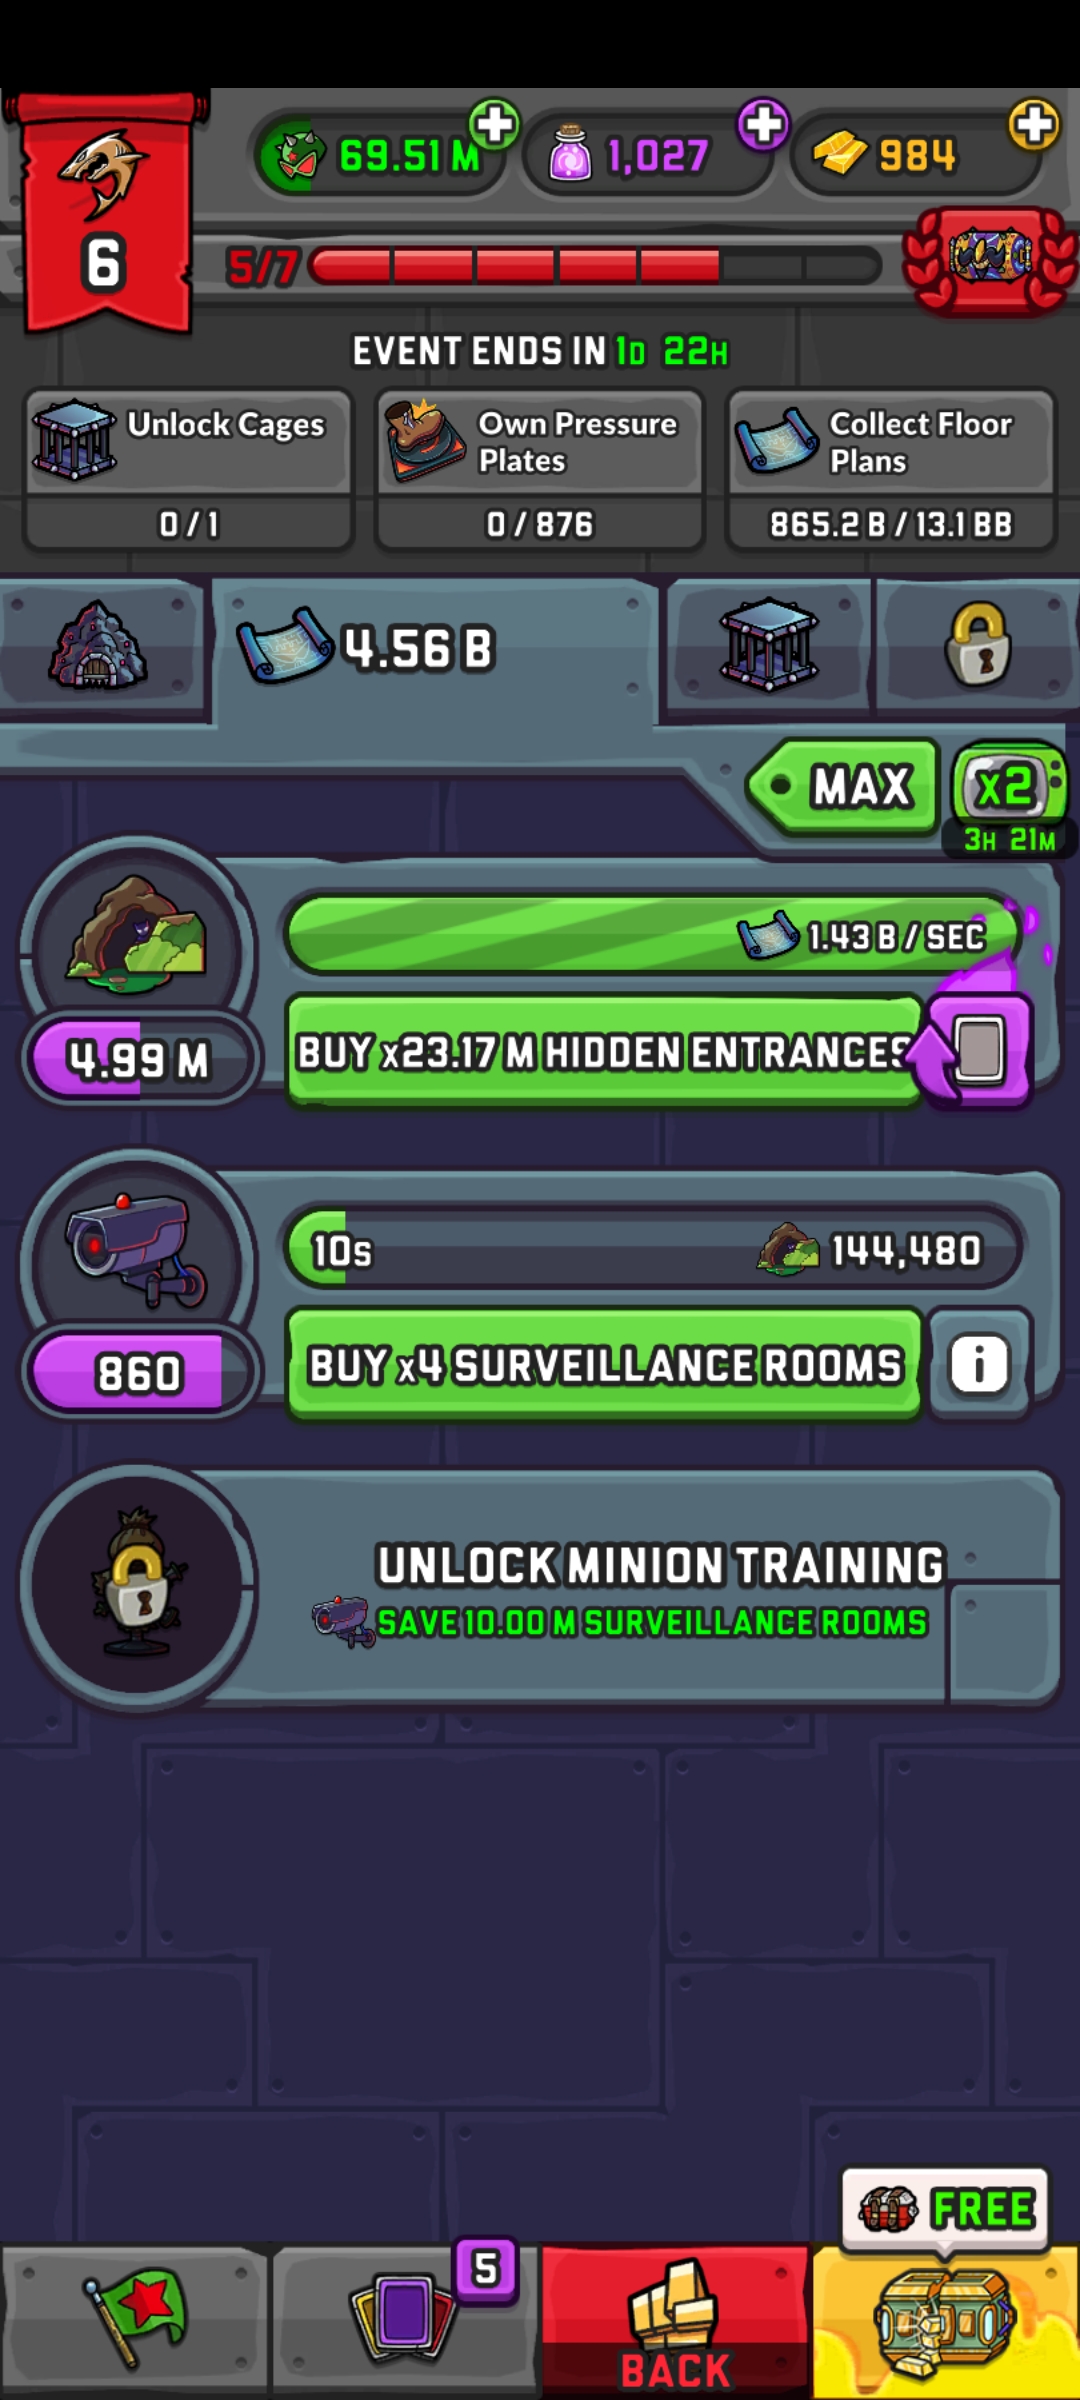 69.51 M
1,027
984
6
5/7
EVENT ENDS IN 1D 22H
Unlock Cages
0 / 1
Own Pressure
Plates
0 / 876
Collect Floor
Plans
865.2 B / 13.1 BB
4.56 B
MAX
x2
3H 21M
1.43 B / SEC
4.99 M
BUY x23.17 M HIDDEN ENTRANCES
10s
144,480
860
BUY x4 SURVEILLANCE ROOMS
i
UNLOCK MINION TRAINING
SAVE 10.00 M SURVEILLANCE ROOMS
FREE
5
BACK